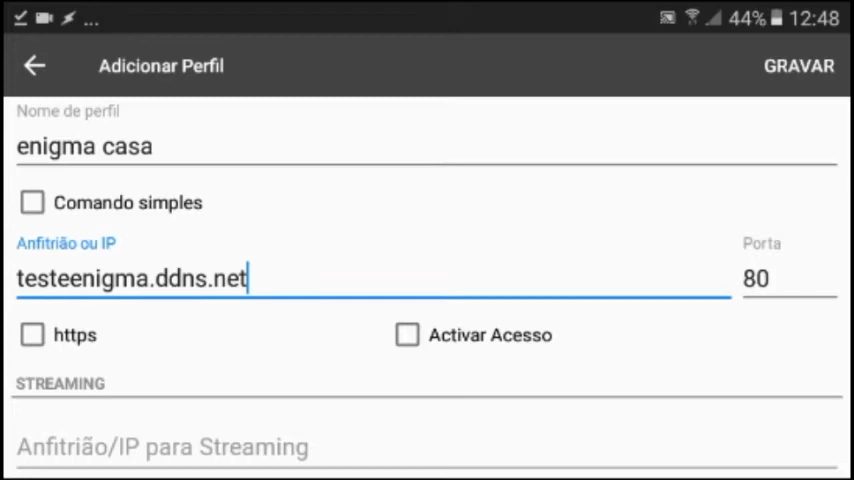 ... 44% 12:48
Adicionar Perfil GRAVAR
Nome de perfil
enigma casa
Comando simples
Anfitrião ou IP Porta
testeenigma.ddns.net 80
https Activar Acesso
STREAMING
Anfitrião/IP para Streaming